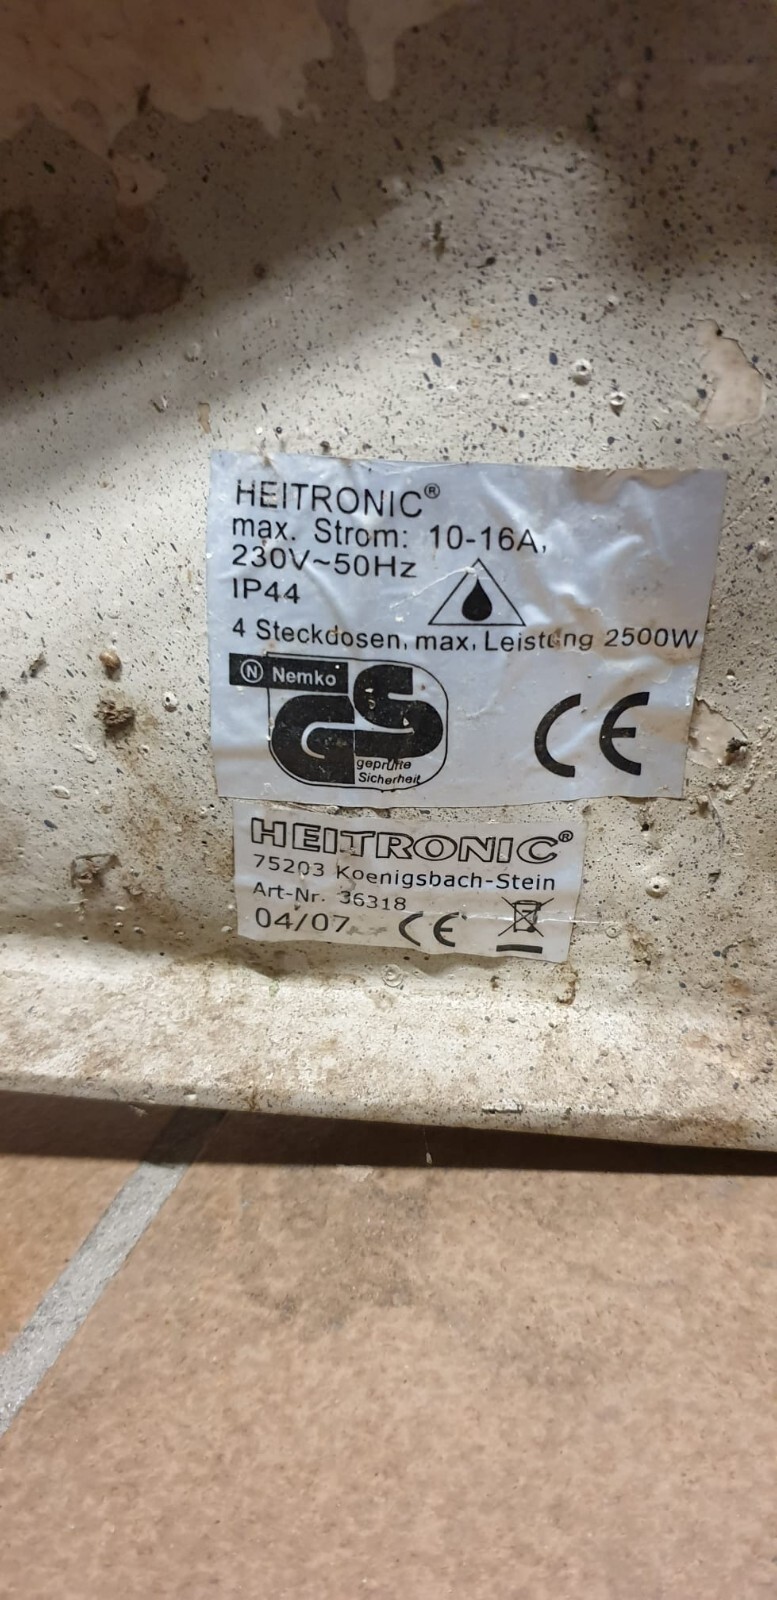 HEITRONIC®
max. Strom: 10-16A,
230V~50Hz
IP44
4 Steckdosen, max. Leistung 2500W
N Nemko
GS
geprüfte
Sicherheit
CE
HEITRONIC®
75203 Koenigsbach-Stein
Art-Nr. 36318
04/07 CE